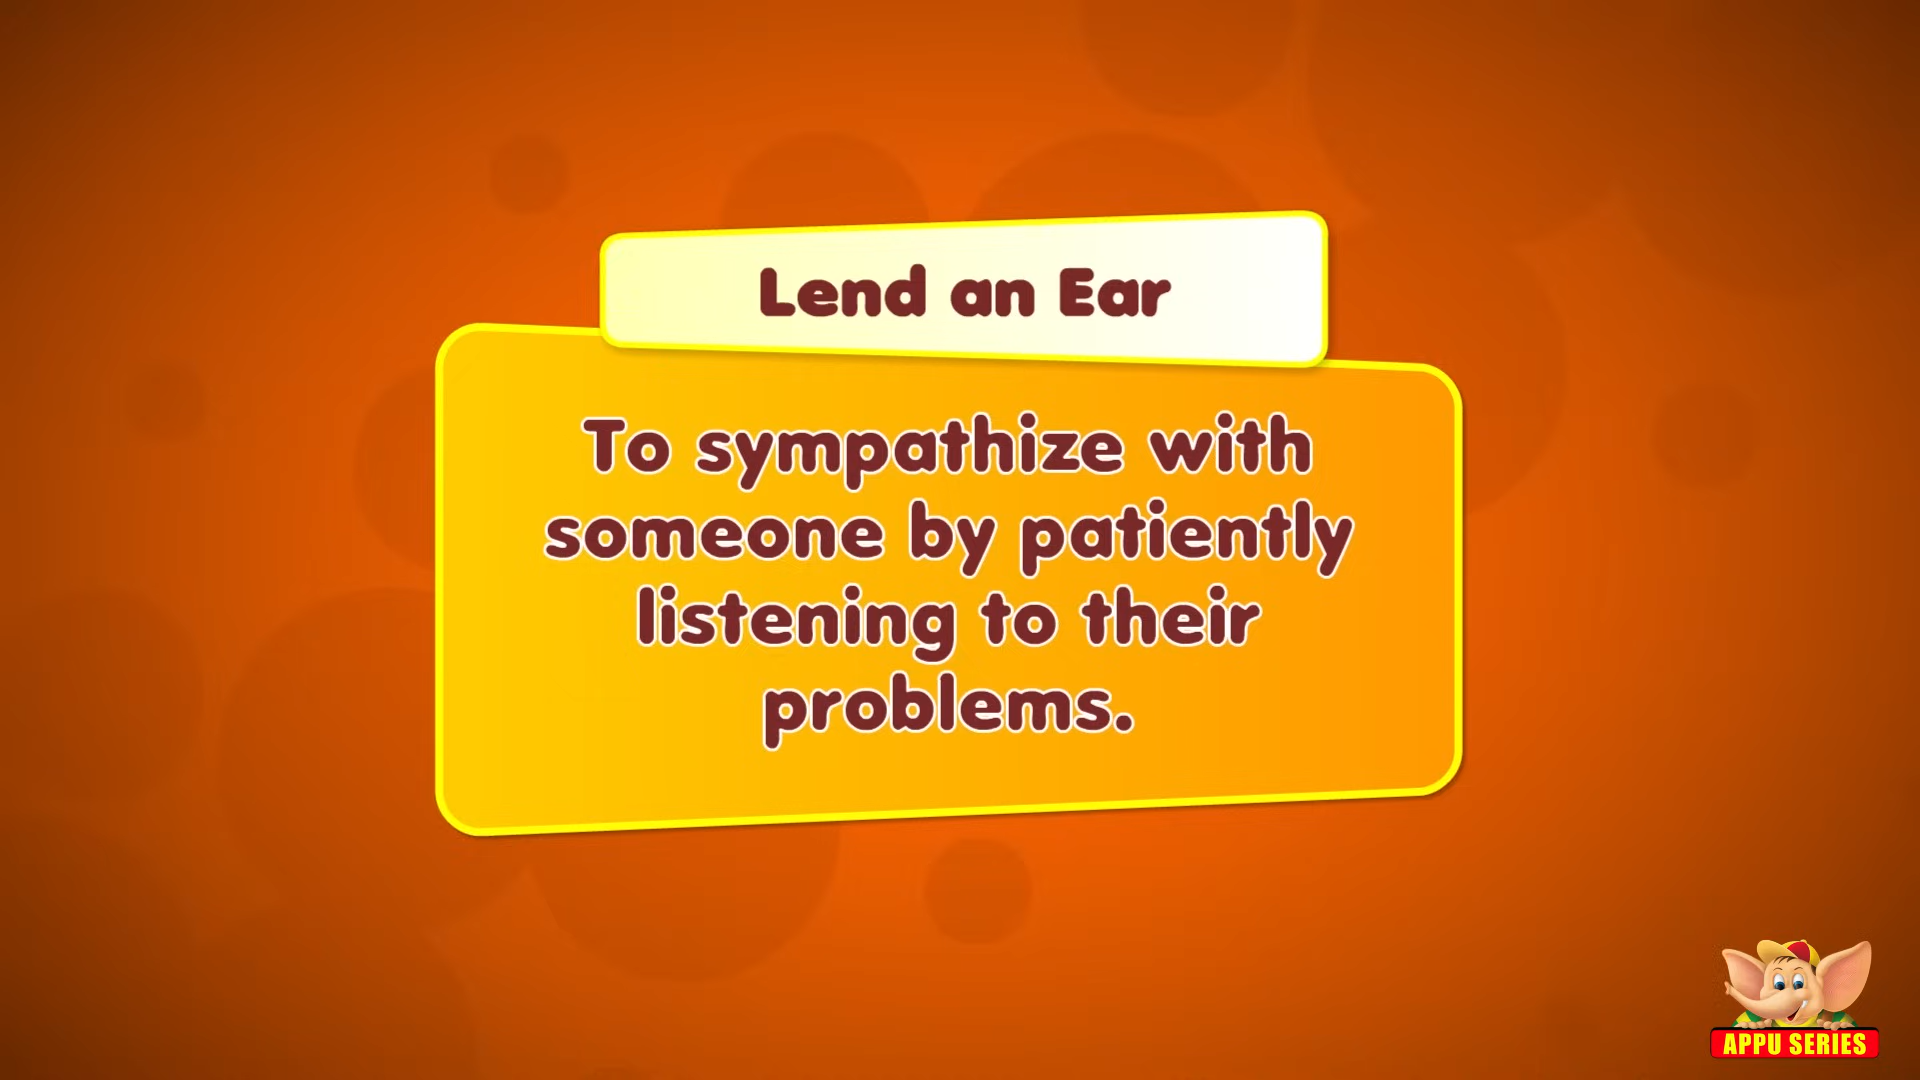 Lend an Ear
To sympathize with
someone by patiently
listening to their
problems.
APPU SERIES